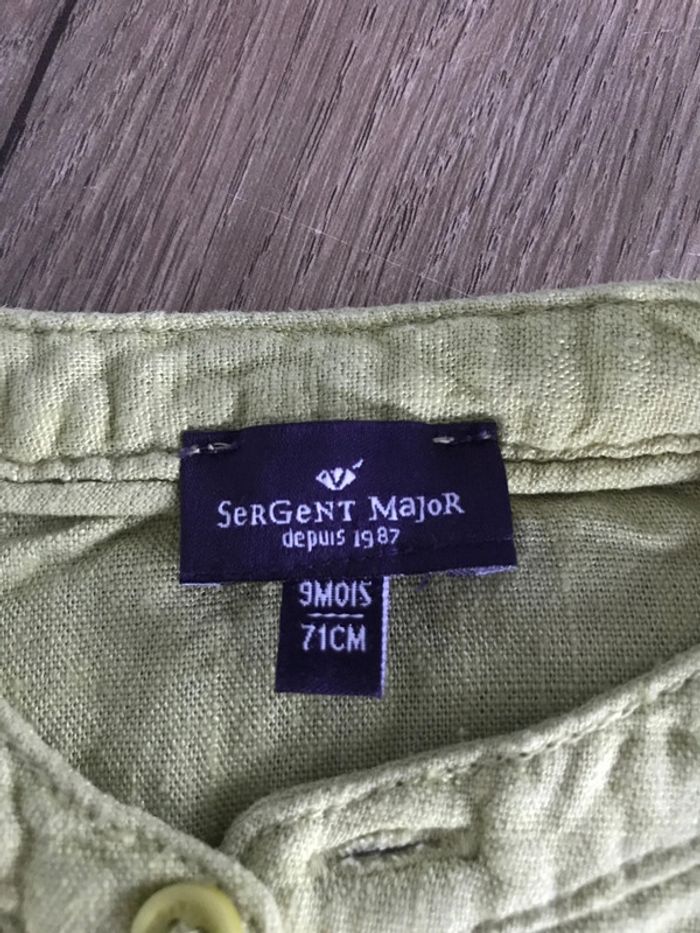 SerGeNT MaJoR
depuis 1987
9MOIS
71CM